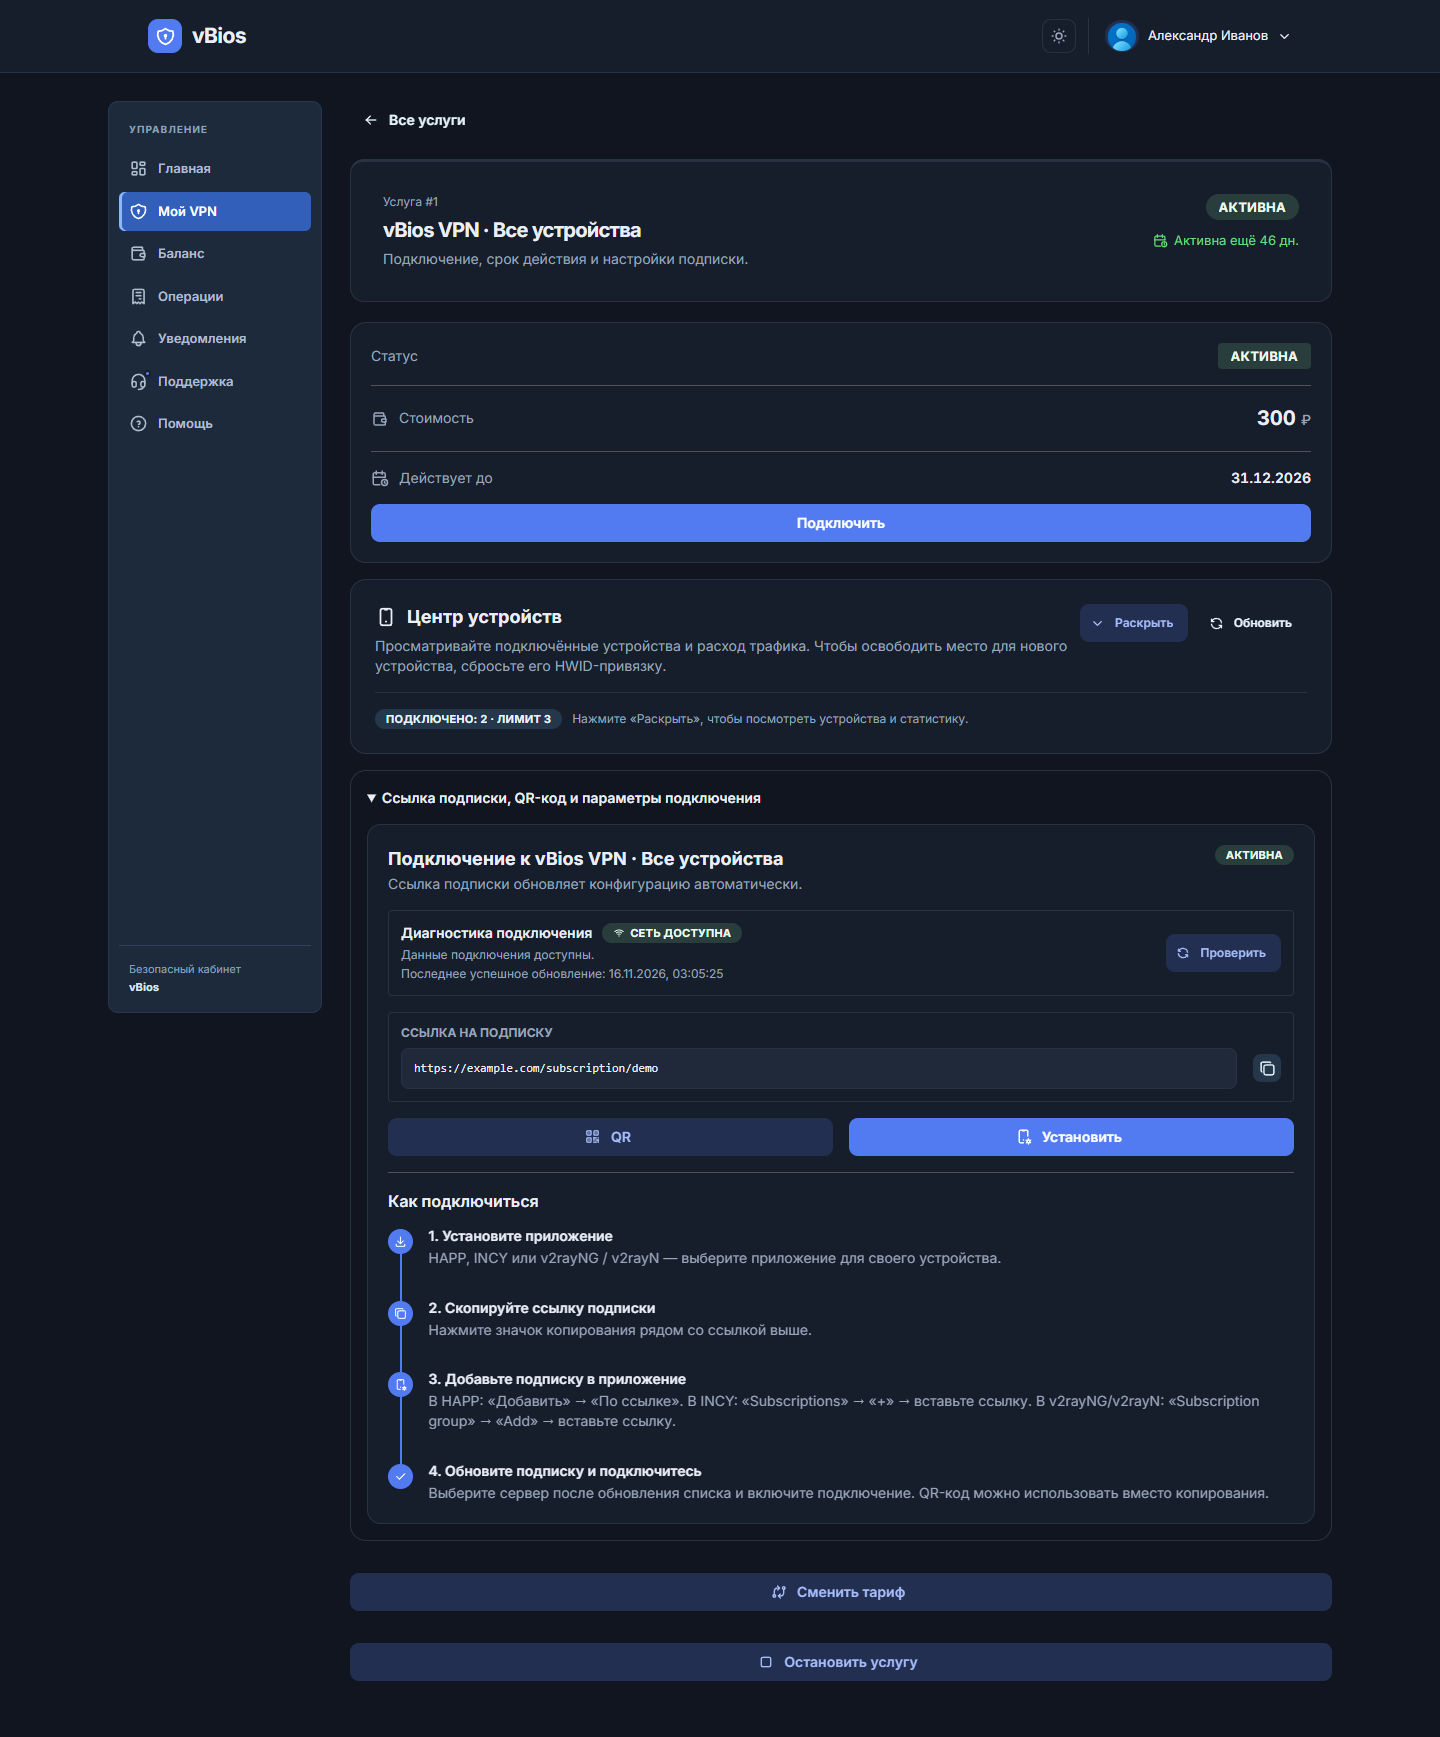 vBios
Александр Иванов
УПРАВЛЕНИЕ
Главная
Мой VPN
Баланс
Операции
Уведомления
Поддержка
Помощь
Безопасный кабинет
vBios
Все услуги
Услуга #1
vBios VPN · Все устройства
Подключение, срок действия и настройки подписки.
АКТИВНА
Активна ещё 46 дн.
Статус
АКТИВНА
Стоимость
300 ₽
Действует до
31.12.2026
Подключить
Центр устройств
Просматривайте подключённые устройства и расход трафика. Чтобы освободить место для нового
устройства, сбросьте его HWID-привязку.
Раскрыть
Обновить
ПОДКЛЮЧЕНО: 2 · ЛИМИТ 3
Нажмите «Раскрыть», чтобы посмотреть устройства и статистику.
Ссылка подписки, QR-код и параметры подключения
Подключение к vBios VPN · Все устройства
АКТИВНА
Ссылка подписки обновляет конфигурацию автоматически.
Диагностика подключения
СЕТЬ ДОСТУПНА
Данные подключения доступны.
Последнее успешное обновление: 16.11.2026, 03:05:25
Проверить
ССЫЛКА НА ПОДПИСКУ
https://example.com/subscription/demo
QR
Установить
Как подключиться
1. Установите приложение
HAPP, INCY или v2rayNG / v2rayN — выберите приложение для своего устройства.
2. Скопируйте ссылку подписки
Нажмите значок копирования рядом со ссылкой выше.
3. Добавьте подписку в приложение
В HAPP: «Добавить» → «По ссылке». В INCY: «Subscriptions» → «+» → вставьте ссылку. В v2rayNG/v2rayN: «Subscription
group» → «Add» → вставьте ссылку.
4. Обновите подписку и подключитесь
Выберите сервер после обновления списка и включите подключение. QR-код можно использовать вместо копирования.
Сменить тариф
Остановить услугу